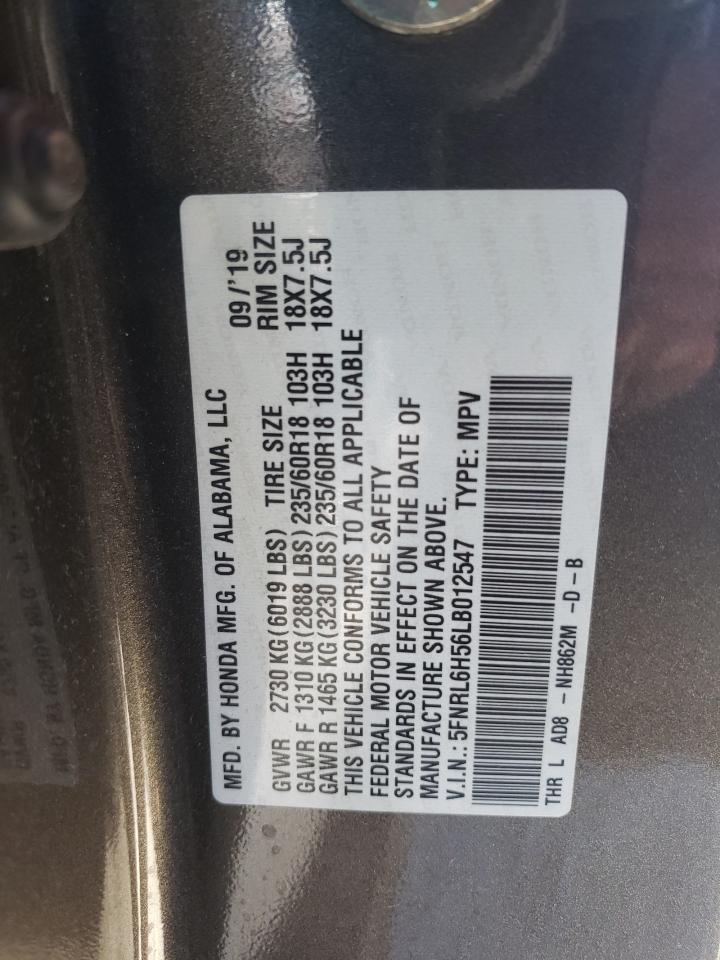 MFD. BY HONDA MFG. OF ALABAMA, LLC 09/'19
GVWR 2730 KG(6019 LBS) TIRE SIZE RIM SIZE
GAWR F 1310 KG(2888 LBS)235/60R18 103H 18X7.5J
GAWR R 1465 KG(3230 LBS)235/60R18 103H 18X7.5J
THIS VEHICLE CONFORMS TO ALL APPLICABLE
FEDERAL MOTOR VEHICLE SAFETY
STANDARDS IN EFFECT ON THE DATE OF
MANUFACTURE SHOWN ABOVE.
V.I.N.: 5FNRL6H56LB012547 TYPE: MPV
THR L AD8 - NH862M -D-B